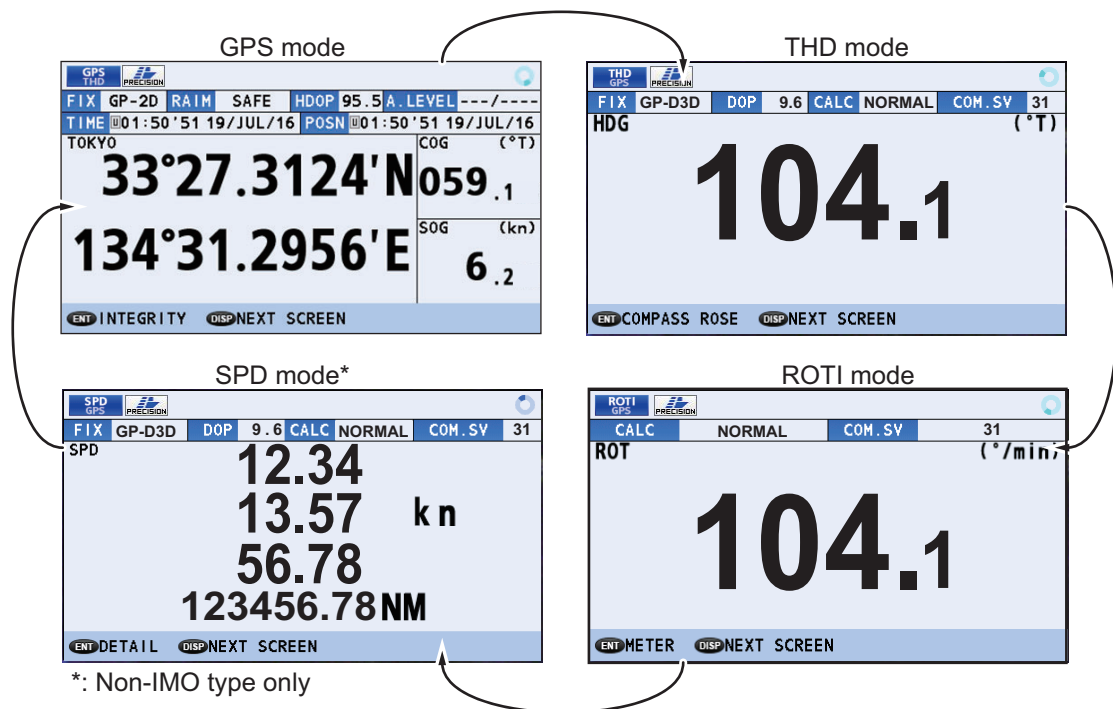 GPS mode
GPS
THD
PRECISION
FIX GP-2D RAIM SAFE HDOP 95.5 A.LEVEL ---/----
TIME U01:50'51 19/JUL/16 POSN U01:50'51 19/JUL/16
TOKYO
33°27.3124'N
134°31.2956'E
COG (°T)
059.1
SOG (kn)
6.2
ENT INTEGRITY DISP NEXT SCREEN
THD mode
THD
GPS
FIX GP-D3D DOP 9.6 CALC NORMAL COM.SV 31
HDG (°T)
104.1
ENT COMPASS ROSE DISP NEXT SCREEN
SPD mode*
SPD
GPS
PRECISION
FIX GP-D3D DOP 9.6 CALC NORMAL COM.SV 31
SPD
12.34
13.57 kn
56.78
123456.78NM
ENT DETAIL DISP NEXT SCREEN
ROTI mode
ROTI
GPS
PRECISION
CALC NORMAL COM.SV 31
ROT (°/min)
104.1
ENT METER DISP NEXT SCREEN
*: Non-IMO type only